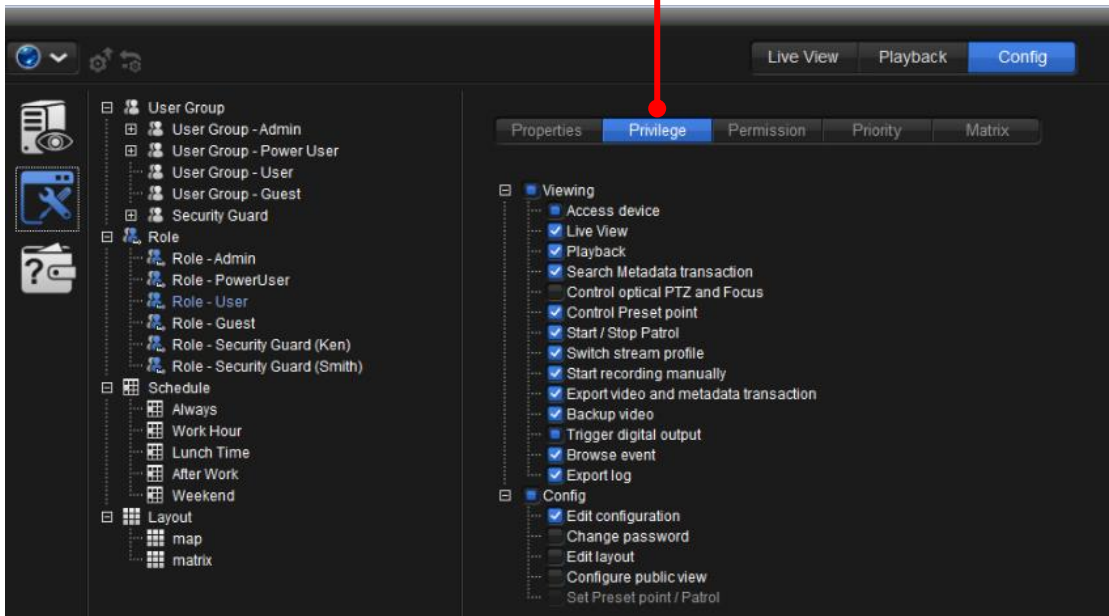 Live View Playback Config
User Group
User Group - Admin
User Group - Power User
User Group - User
User Group - Guest
Security Guard
Role
Role - Admin
Role - PowerUser
Role - User
Role - Guest
Role - Security Guard (Ken)
Role - Security Guard (Smith)
Schedule
Always
Work Hour
Lunch Time
After Work
Weekend
Layout
map
matrix
Properties Privilege Permission Priority Matrix
Viewing
Access device
Live View
Playback
Search Metadata transaction
Control optical PTZ and Focus
Control Preset point
Start / Stop Patrol
Switch stream profile
Start recording manually
Export video and metadata transaction
Backup video
Trigger digital output
Browse event
Export log
Config
Edit configuration
Change password
Edit layout
Configure public view
Set Preset point / Patrol